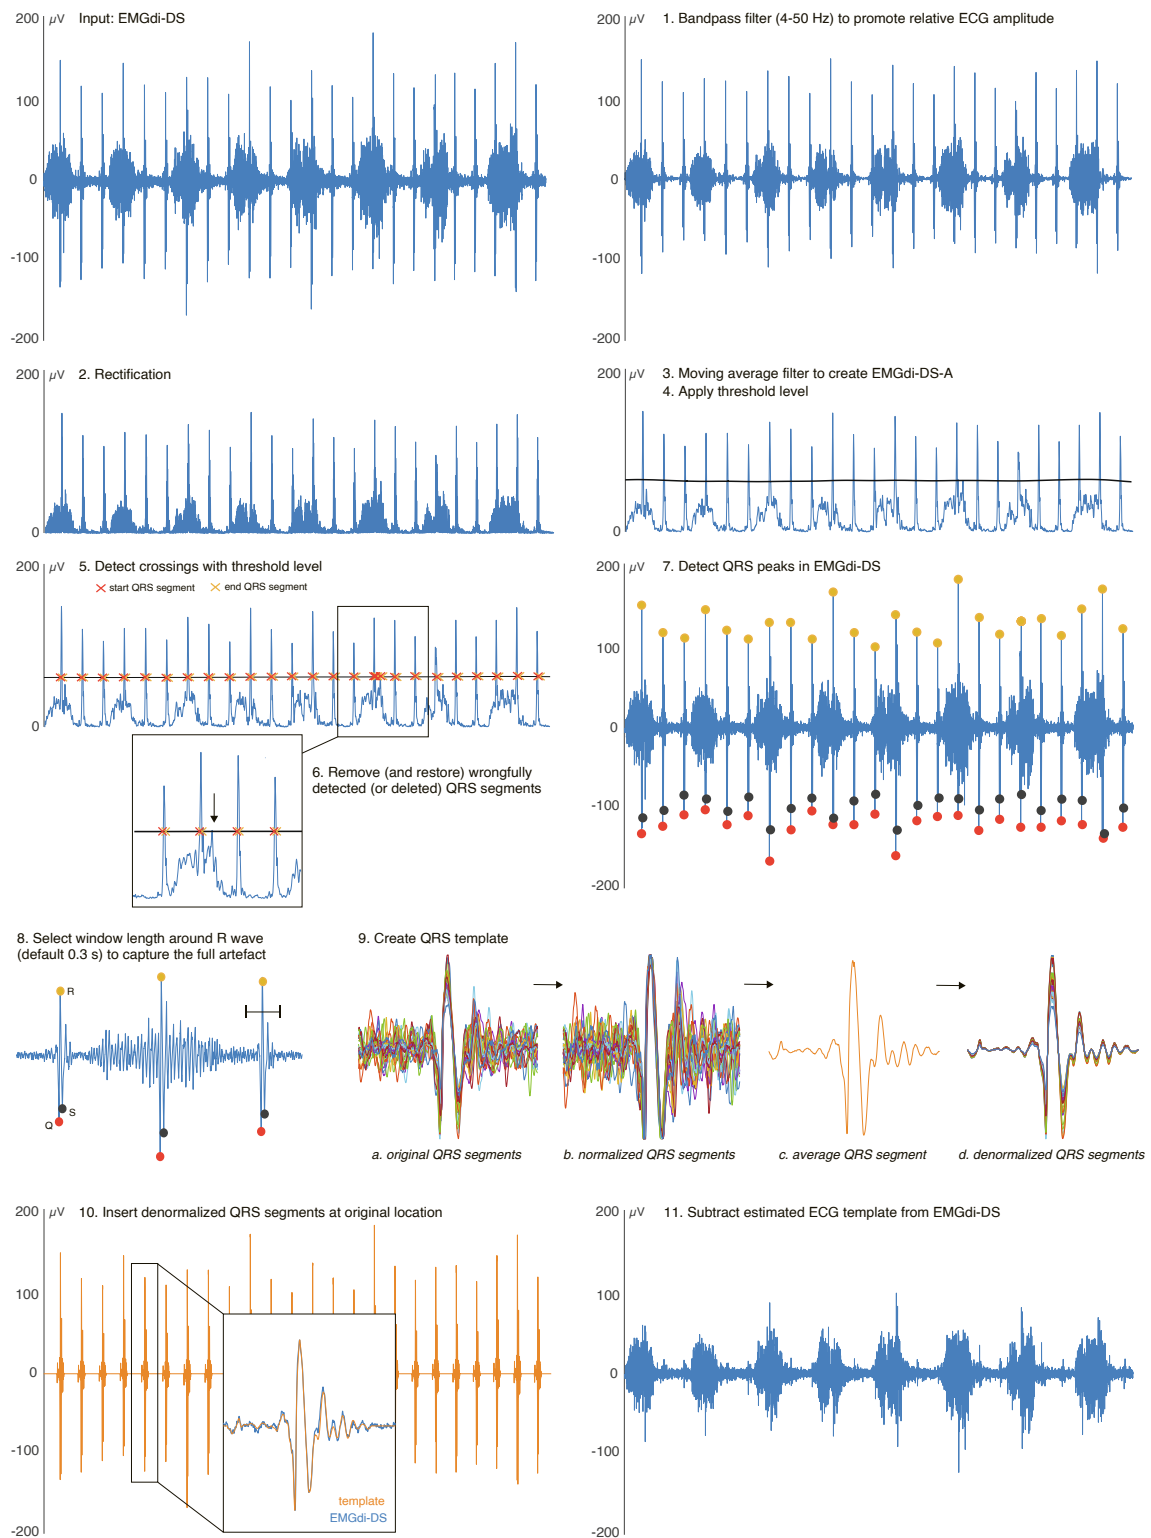 200 µV Input: EMGdi-DS
100
0
-100
-200
200 µV 1. Bandpass filter (4-50 Hz) to promote relative ECG amplitude
100
0
-100
-200
200 µV 2. Rectification
0
200 µV 3. Moving average filter to create EMGdi-DS-A
4. Apply threshold level
0
200 µV 5. Detect crossings with threshold level
start QRS segment end QRS segment
0
6. Remove (and restore) wrongfully
detected (or deleted) QRS segments
200 µV 7. Detect QRS peaks in EMGdi-DS
100
0
-100
-200
8. Select window length around R wave
(default 0.3 s) to capture the full artefact
R
S
Q
9. Create QRS template
a. original QRS segments
b. normalized QRS segments
c. average QRS segment
d. denormalized QRS segments
200 µV 10. Insert denormalized QRS segments at original location
100
0
-100
-200
template
EMGdi-DS
200 µV 11. Subtract estimated ECG template from EMGdi-DS
100
0
-100
-200